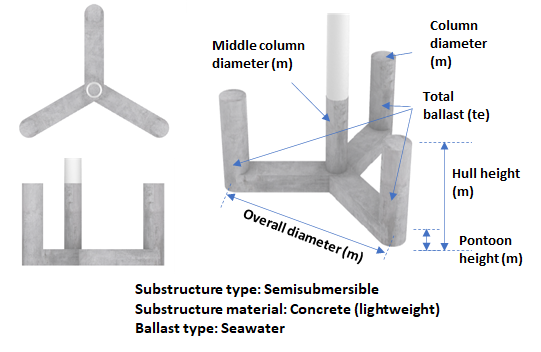 Middle column
diameter (m)
Column
diameter
(m)
Total
ballast (te)
Hull height
(m)
Overall diameter (m)
Pontoon
height (m)
Substructure type: Semisubmersible
Substructure material: Concrete (lightweight)
Ballast type: Seawater